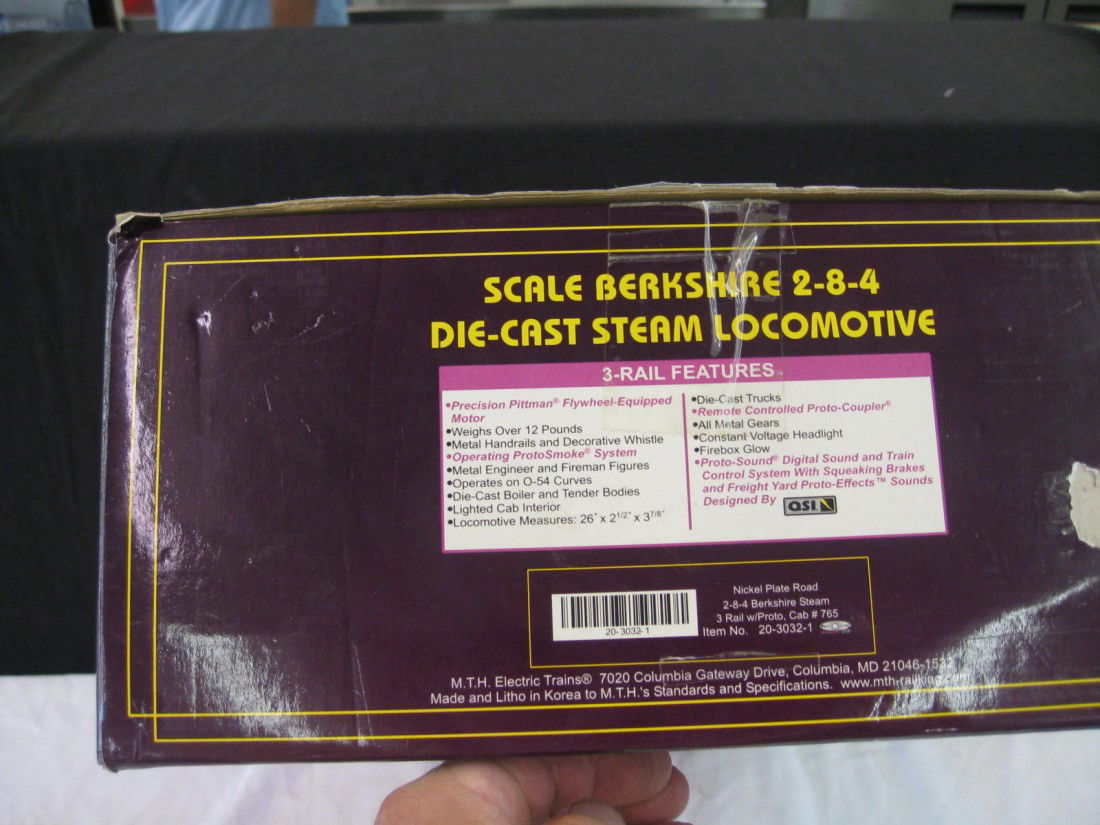 SCALE BERKSHIRE 2-8-4
DIE-CAST STEAM LOCOMOTIVE
3-RAIL FEATURES
•Precision Pittman® Flywheel-Equipped
Motor
•Weighs Over 12 Pounds
•Metal Handrails and Decorative Whistle
•Operating ProtoSmoke® System
•Metal Engineer and Fireman Figures
•Operates on O-54 Curves
•Die-Cast Boiler and Tender Bodies
•Lighted Cab Interior
•Locomotive Measures: 26" x 2 1/2" x 3 7/8"
•Die-Cast Trucks
•Remote Controlled Proto-Coupler®
•All Metal Gears
•Constant Voltage Headlight
•Firebox Glow
•Proto-Sound® Digital Sound and Train
Control System With Squeaking Brakes
and Freight Yard Proto-Effects™ Sounds
Designed By QSI
20-3032-1
Nickel Plate Road
2-8-4 Berkshire Steam
3 Rail w/Proto, Cab # 765
Item No. 20-3032-1
M.T.H. Electric Trains® 7020 Columbia Gateway Drive, Columbia, MD 21046-1532
Made and Litho in Korea to M.T.H.'s Standards and Specifications. www.mth-railking.com